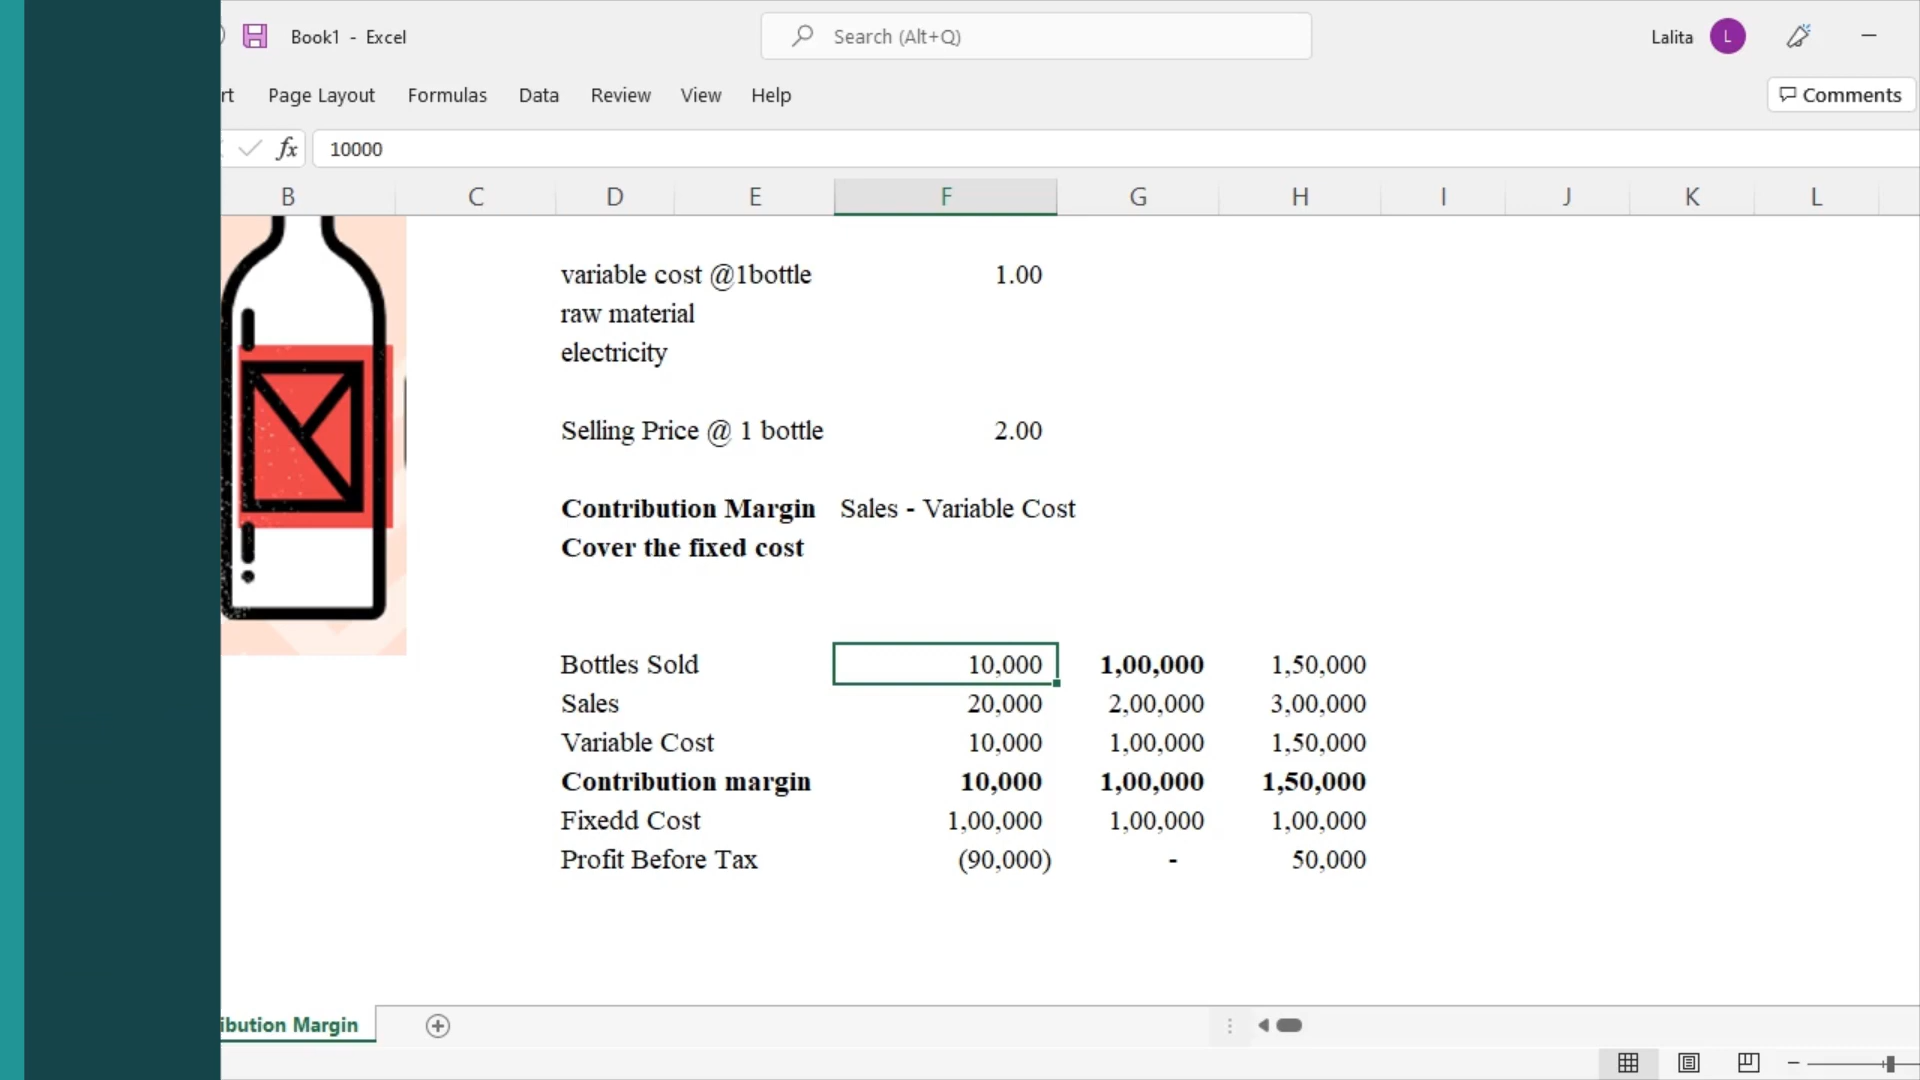 Book1 - Excel
Search (Alt+Q)
Lalita L
rt Page Layout Formulas Data Review View Help
Comments
fx 10000
B C D E F G H I J K L
variable cost @1bottle 1.00
raw material
electricity
Selling Price @ 1 bottle 2.00
Contribution Margin Sales - Variable Cost
Cover the fixed cost
Bottles Sold 10,000 1,00,000 1,50,000
Sales 20,000 2,00,000 3,00,000
Variable Cost 10,000 1,00,000 1,50,000
Contribution margin 10,000 1,00,000 1,50,000
Fixedd Cost 1,00,000 1,00,000 1,00,000
Profit Before Tax (90,000) - 50,000
ibution Margin